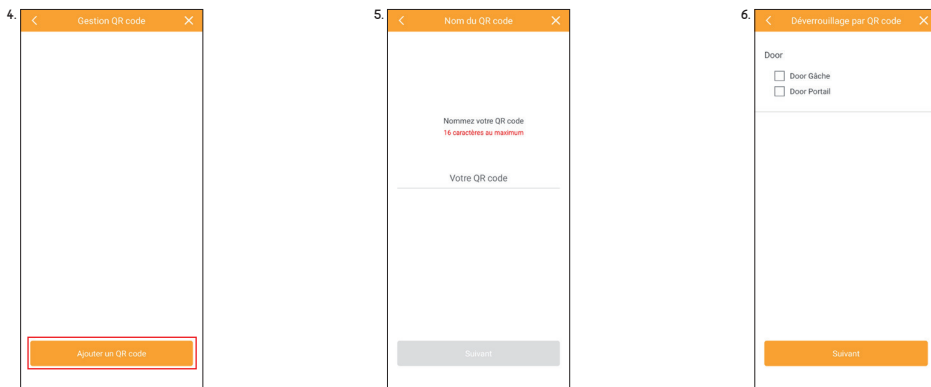 4.
Gestion QR code
Ajouter un QR code
5.
Nom du QR code
Nommez votre QR code
16 caractères au maximum
Votre QR code
Suivant
6.
Déverrouillage par QR code
Door
Door Gâche
Door Portail
Suivant